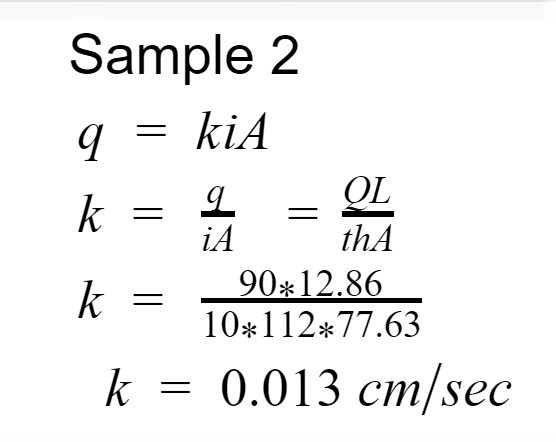 Sample 2
q = kiA
k = q/iA = QL/thA
k = 90*12.86/10*112*77.63
k = 0.013 cm/sec